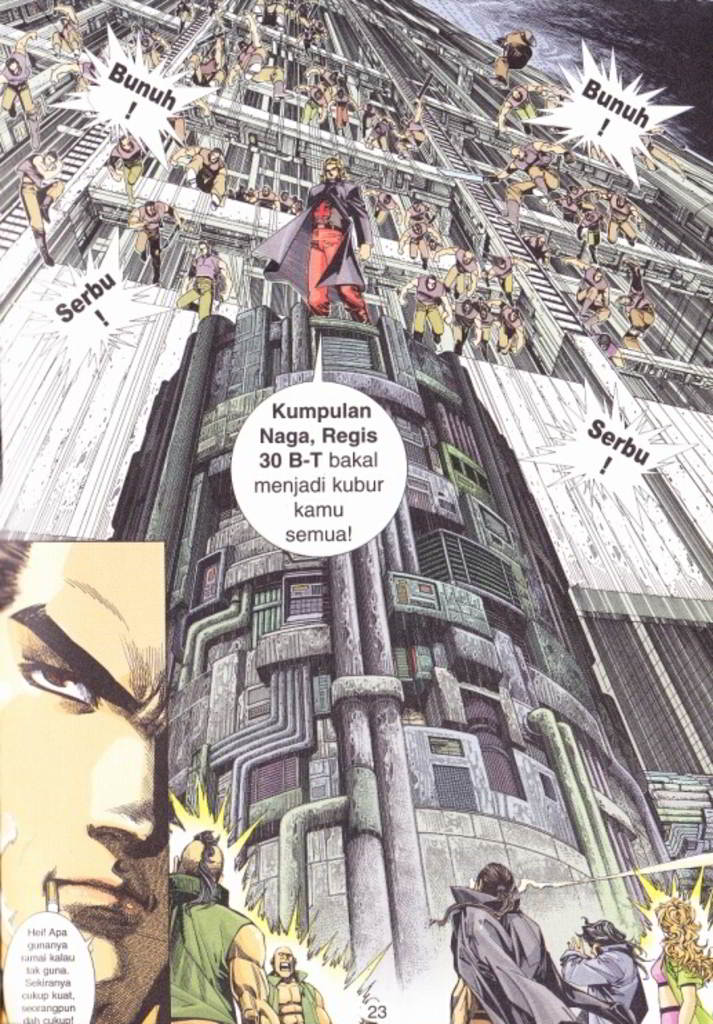 Bunuh
!
Bunuh
!
Serbu
!
Kumpulan
Naga, Regis
30 B-T bakal
menjadi kubur
kamu
semua!
Serbu
!
Hei! Apa
gunanya
ramai kalau
tak guna.
Sekiranya
cukup kuat,
seorangpun
dah cukup!
23